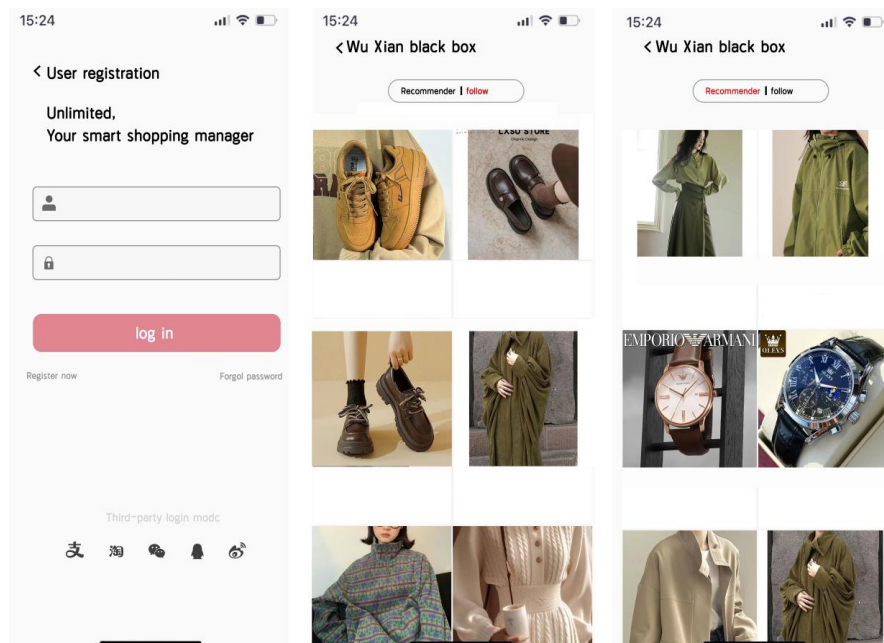 15:24
User registration
Unlimited,
Your smart shopping manager
log in
Register now
Forgol password
Third-party login modc
支
淘
15:24
Wu Xian black box
Recommender | follow
LXSU STORE
15:24
Wu Xian black box
Recommender | follow
EMPORIO ARMANI
OLEVS